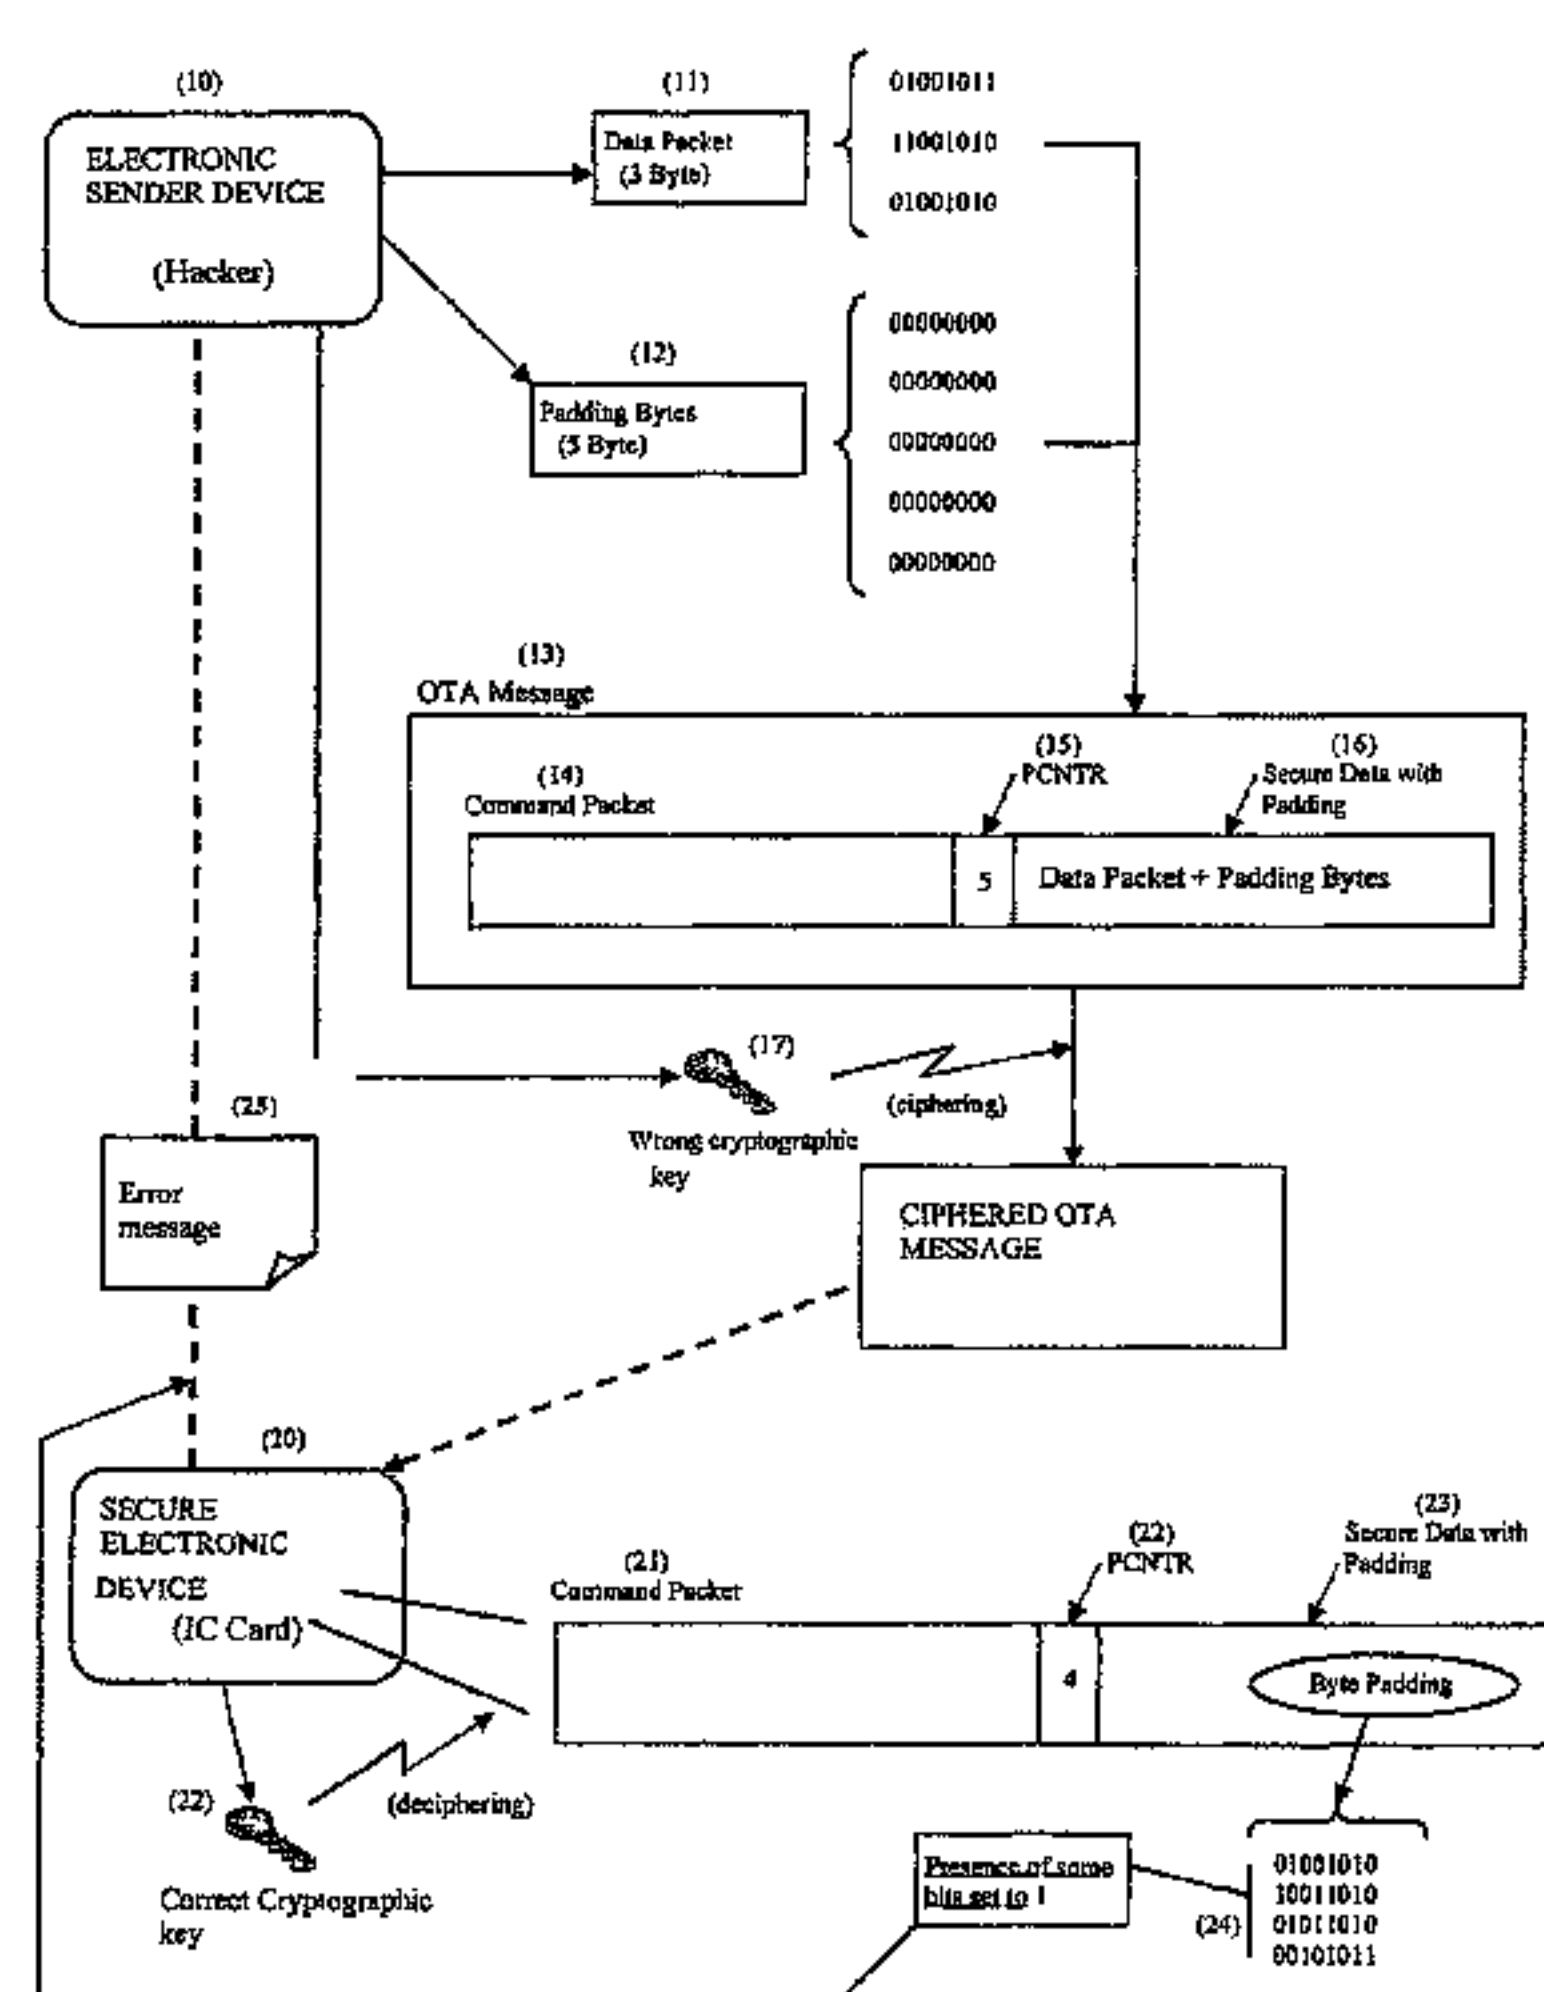 (10)
ELECTRONIC
SENDER DEVICE
(Hacker)
(11)
Data Packet
(3 Byte)
01001011
11001010
01001010
(12)
Padding Bytes
(5 Byte)
00000000
00000000
00000000
00000000
00000000
(13)
OTA Message
(14)
Command Packet
(15)
PCNTR
(16)
Secure Data with
Padding
5
Data Packet + Padding Bytes
(17)
(ciphering)
Wrong cryptographic
key
(25)
Error
message
CIPHERED OTA
MESSAGE
(20)
SECURE
ELECTRONIC
DEVICE
(IC Card)
(21)
Command Packet
(22)
PCNTR
(23)
Secure Data with
Padding
4
Byte Padding
(22)
(deciphering)
Correct Cryptographic
key
Presence of some
bits set to 1
(24)
01001010
10011010
01011010
00101011